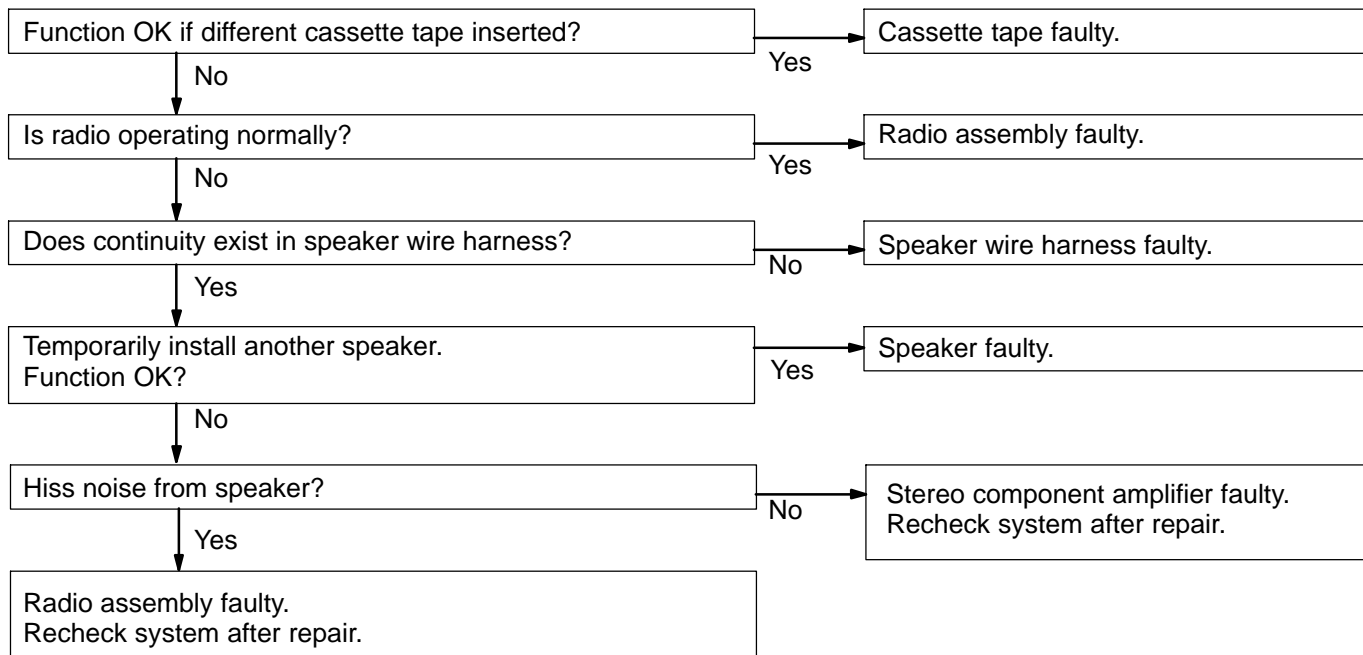 Function OK if different cassette tape inserted?
Yes
Cassette tape faulty.
No
Is radio operating normally?
Yes
Radio assembly faulty.
No
Does continuity exist in speaker wire harness?
No
Speaker wire harness faulty.
Yes
Temporarily install another speaker.
Function OK?
Yes
Speaker faulty.
No
Hiss noise from speaker?
No
Stereo component amplifier faulty.
Recheck system after repair.
Yes
Radio assembly faulty.
Recheck system after repair.